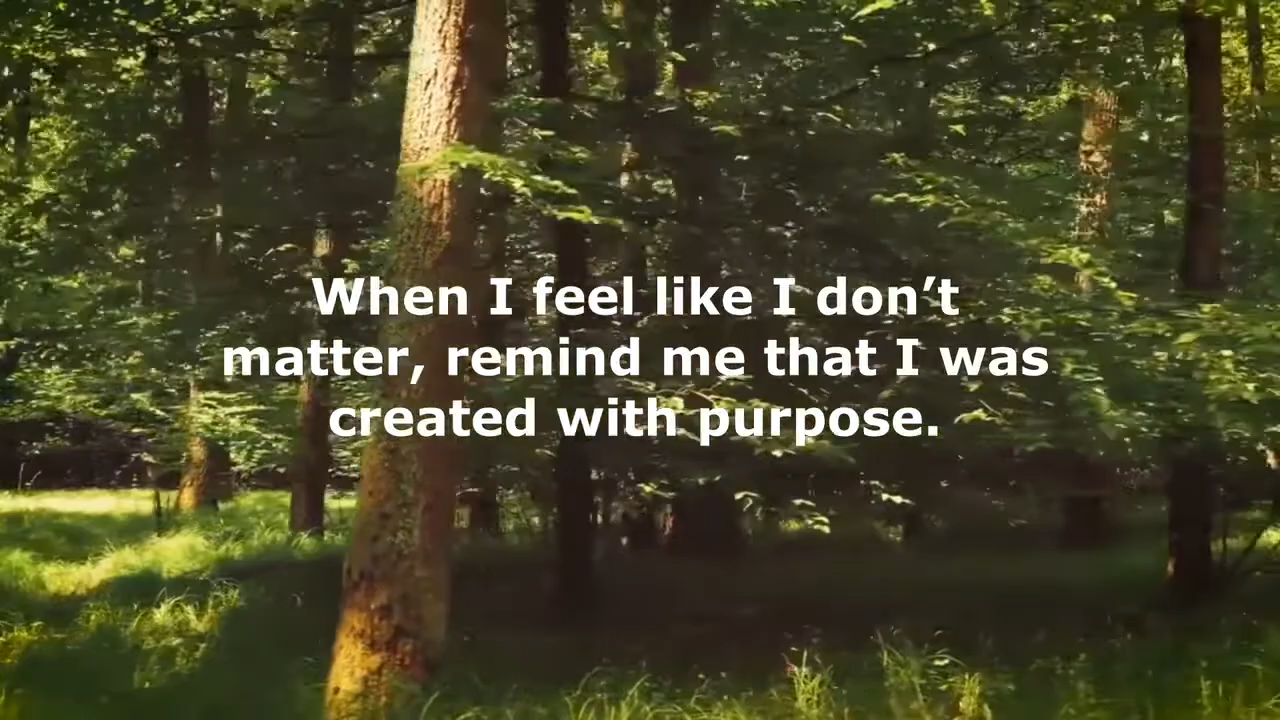 When I feel like I don’t
matter, remind me that I was
created with purpose.